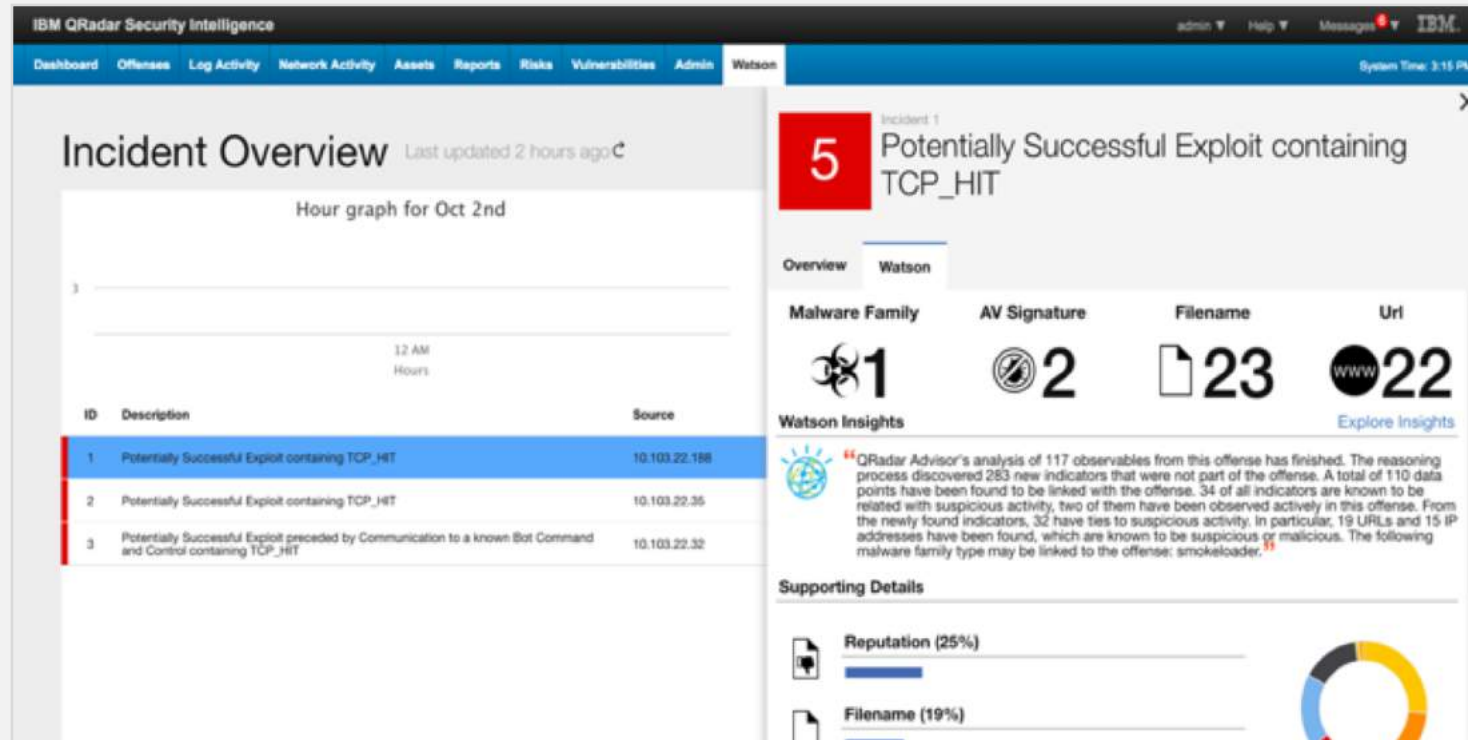 IBM QRadar Security Intelligence
admin ▼ Help ▼ Messages 6 ▼ IBM.
Dashboard Offenses Log Activity Network Activity Assets Reports Risks Vulnerabilities Admin Watson
System Time: 3:15 PM
Incident Overview Last updated 2 hours ago
Hour graph for Oct 2nd
3
12 AM
Hours
ID Description Source
1 Potentially Successful Exploit containing TCP_HIT 10.103.22.188
2 Potentially Successful Exploit containing TCP_HIT 10.103.22.35
3 Potentially Successful Exploit preceded by Communication to a known Bot Command
and Control containing TCP_HIT 10.103.22.32
5
Incident 1
Potentially Successful Exploit containing
TCP_HIT
Overview Watson
Malware Family AV Signature Filename Url
1 2 23 www 22
Watson Insights Explore Insights
“QRadar Advisor's analysis of 117 observables from this offense has finished. The reasoning
process discovered 283 new indicators that were not part of the offense. A total of 110 data
points have been found to be linked with the offense. 34 of all indicators are known to be
related with suspicious activity, two of them have been observed actively in this offense. From
the newly found indicators, 32 have ties to suspicious activity. In particular, 19 URLs and 15 IP
addresses have been found, which are known to be suspicious or malicious. The following
malware family type may be linked to the offense: smokeloader.”
Supporting Details
Reputation (25%)
Filename (19%)